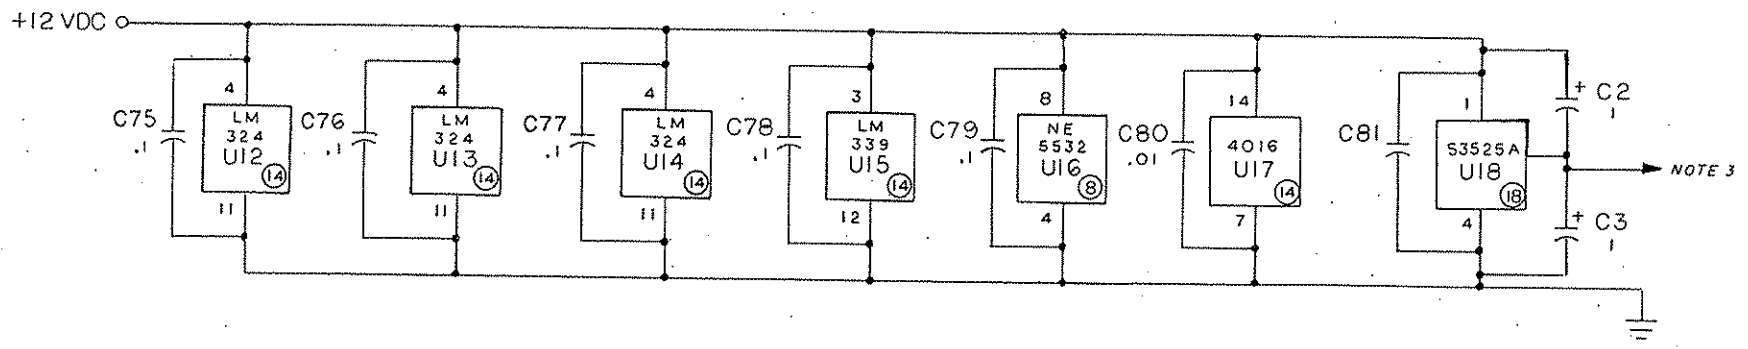 +12 VDC
C75
.1
4
LM
324
U12
14
11
C76
.1
4
LM
324
U13
14
11
C77
.1
4
LM
324
U14
14
11
C78
.1
3
LM
339
U15
14
12
C79
.1
8
NE
5532
U16
8
4
C80
.01
14
4016
U17
14
7
C81
1
S3525A
U18
18
4
+ C2
1
NOTE 3
+ C3
1